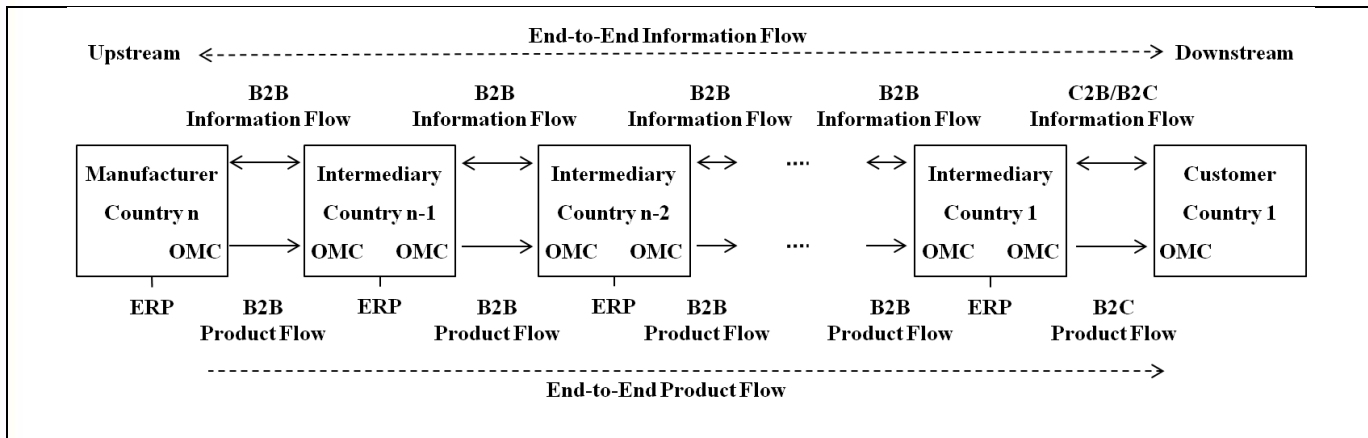 End-to-End Information Flow
Upstream
Downstream
B2B
Information Flow
B2B
Information Flow
B2B
Information Flow
B2B
Information Flow
C2B/B2C
Information Flow
Manufacturer
Country n
OMC
Intermediary
Country n-1
OMC OMC
Intermediary
Country n-2
OMC OMC
....
....
Intermediary
Country 1
OMC OMC
Customer
Country 1
OMC
ERP
B2B
Product Flow
ERP
B2B
Product Flow
ERP
B2B
Product Flow
B2B
Product Flow
ERP
B2C
Product Flow
End-to-End Product Flow